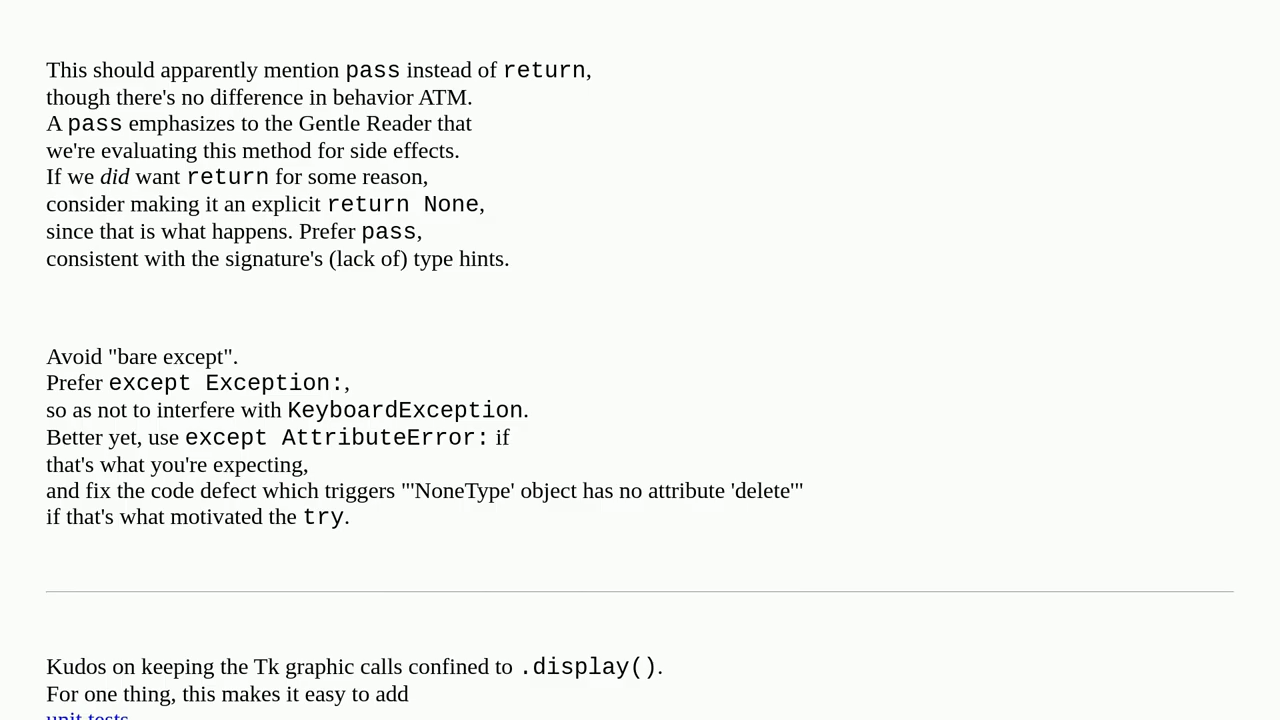 This should apparently mention pass instead of return,
though there's no difference in behavior ATM.
A pass emphasizes to the Gentle Reader that
we're evaluating this method for side effects.
If we did want return for some reason,
consider making it an explicit return None,
since that is what happens. Prefer pass,
consistent with the signature's (lack of) type hints.
Avoid "bare except".
Prefer except Exception:,
so as not to interfere with KeyboardException.
Better yet, use except AttributeError: if
that's what you're expecting,
and fix the code defect which triggers "'NoneType' object has no attribute 'delete'"
if that's what motivated the try.
Kudos on keeping the Tk graphic calls confined to .display().
For one thing, this makes it easy to add
unit tests